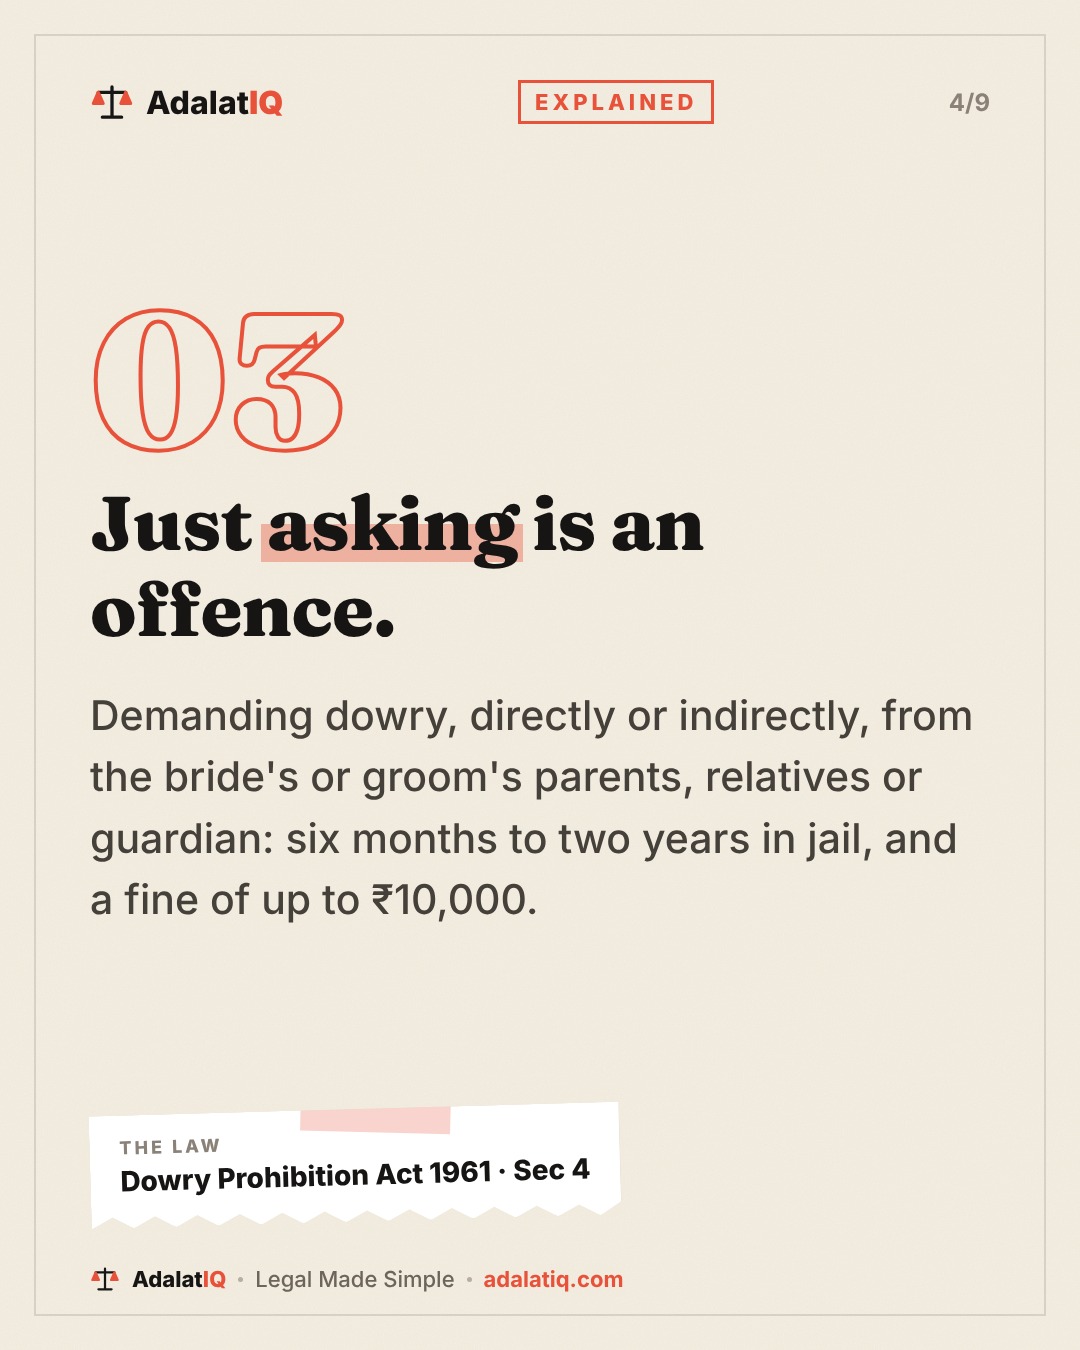 AdalatIQ
EXPLAINED
4/9
03
Just asking is an
offence.
Demanding dowry, directly or indirectly, from
the bride's or groom's parents, relatives or
guardian: six months to two years in jail, and
a fine of up to ₹10,000.
THE LAW
Dowry Prohibition Act 1961 · Sec 4
AdalatIQ • Legal Made Simple • adalatiq.com